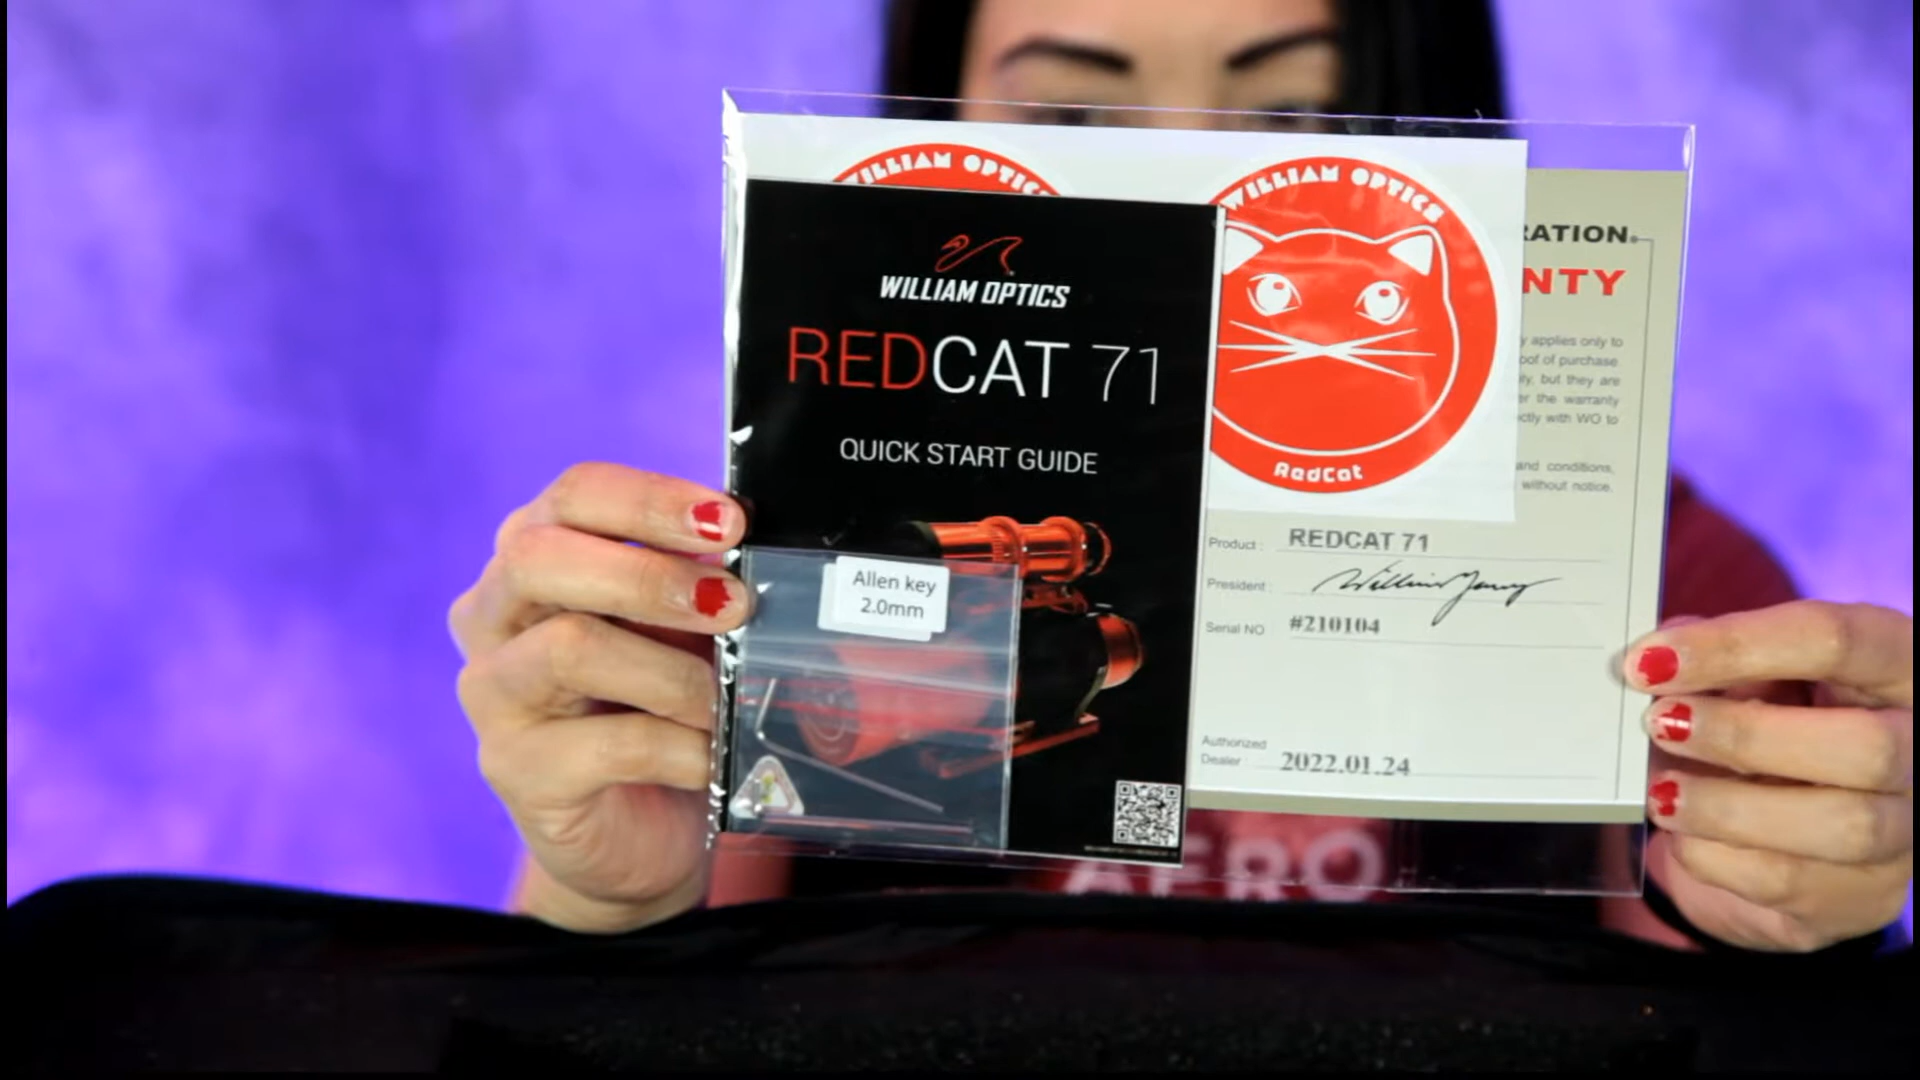 WILLIAM OPTICS
WILLIAM OPTICS
REDCAT 71
QUICK START GUIDE
Allen key
2.0mm
WILLIAM OPTICS
RedCat
RATION
NTY
y applies only to
oof of purchase
ly, but they are
er the warranty
ctly with WO to
and conditions,
without notice.
Product : REDCAT 71
President :
Serial NO #210104
Authorized
Dealer 2022.01.24
AERO